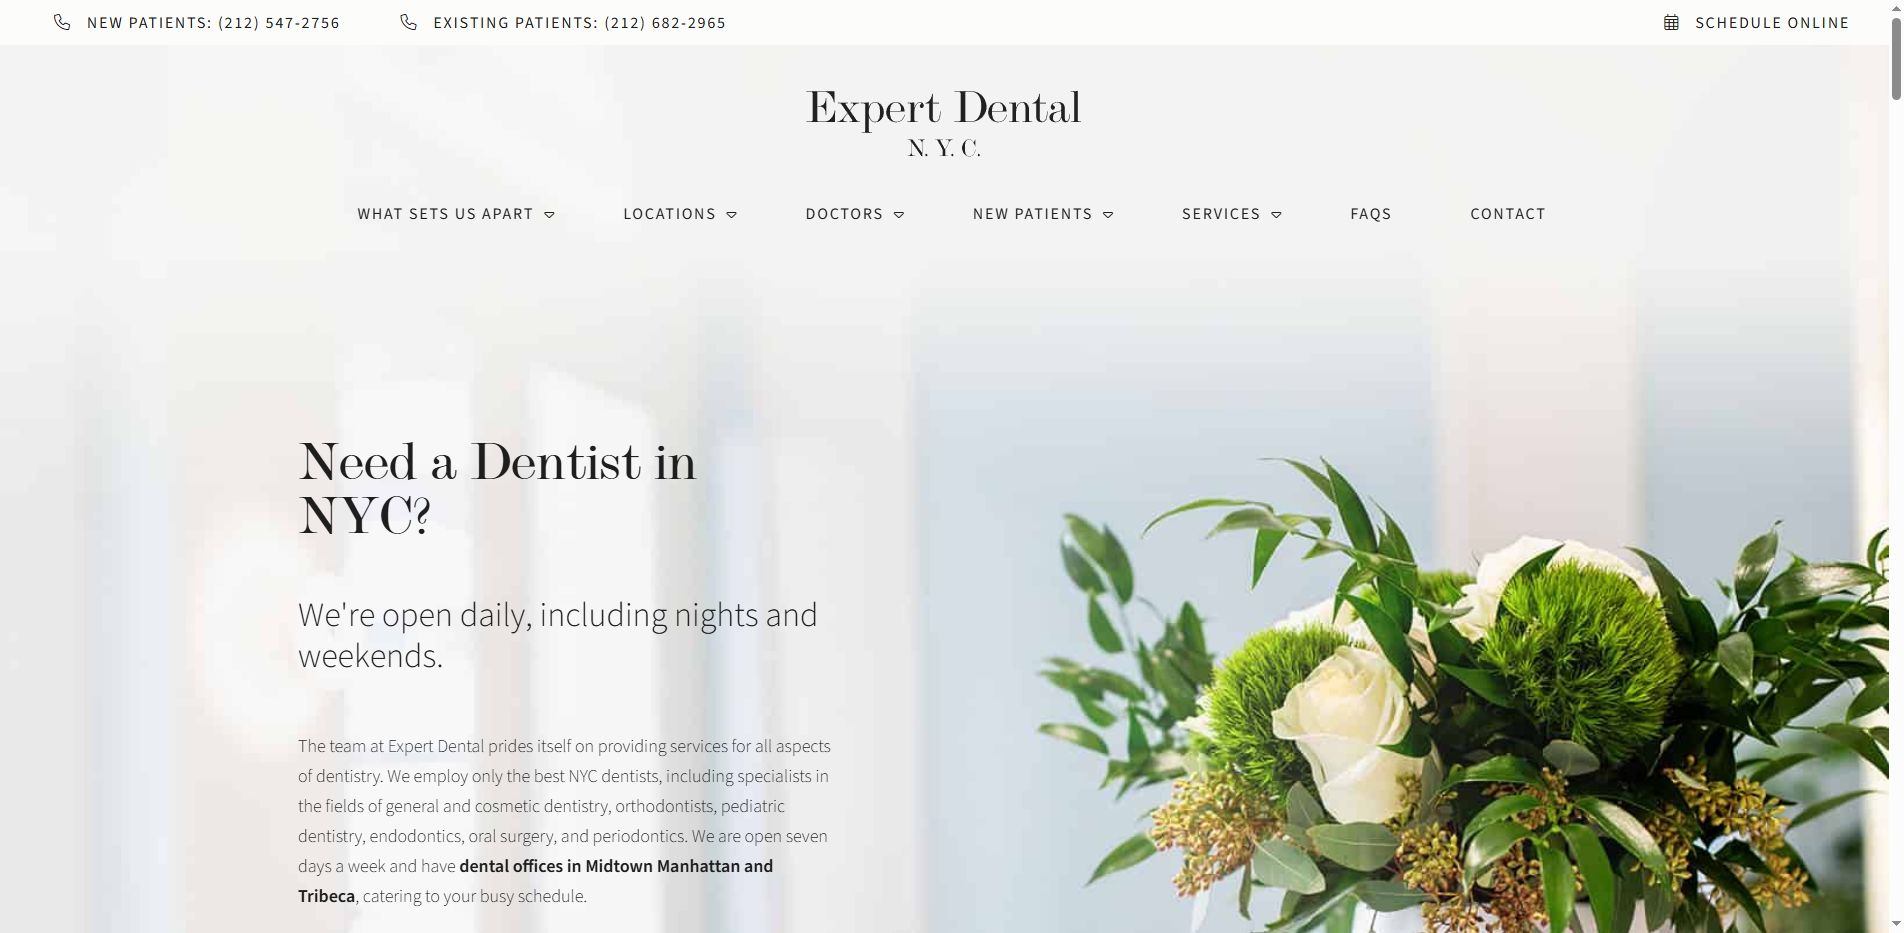 NEW PATIENTS: (212) 547-2756
EXISTING PATIENTS: (212) 682-2965
SCHEDULE ONLINE
Expert Dental
N. Y. C.
WHAT SETS US APART
LOCATIONS
DOCTORS
NEW PATIENTS
SERVICES
FAQS
CONTACT
Need a Dentist in
NYC?
We're open daily, including nights and
weekends.
The team at Expert Dental prides itself on providing services for all aspects
of dentistry. We employ only the best NYC dentists, including specialists in
the fields of general and cosmetic dentistry, orthodontists, pediatric
dentistry, endodontics, oral surgery, and periodontics. We are open seven
days a week and have dental offices in Midtown Manhattan and
Tribeca, catering to your busy schedule.